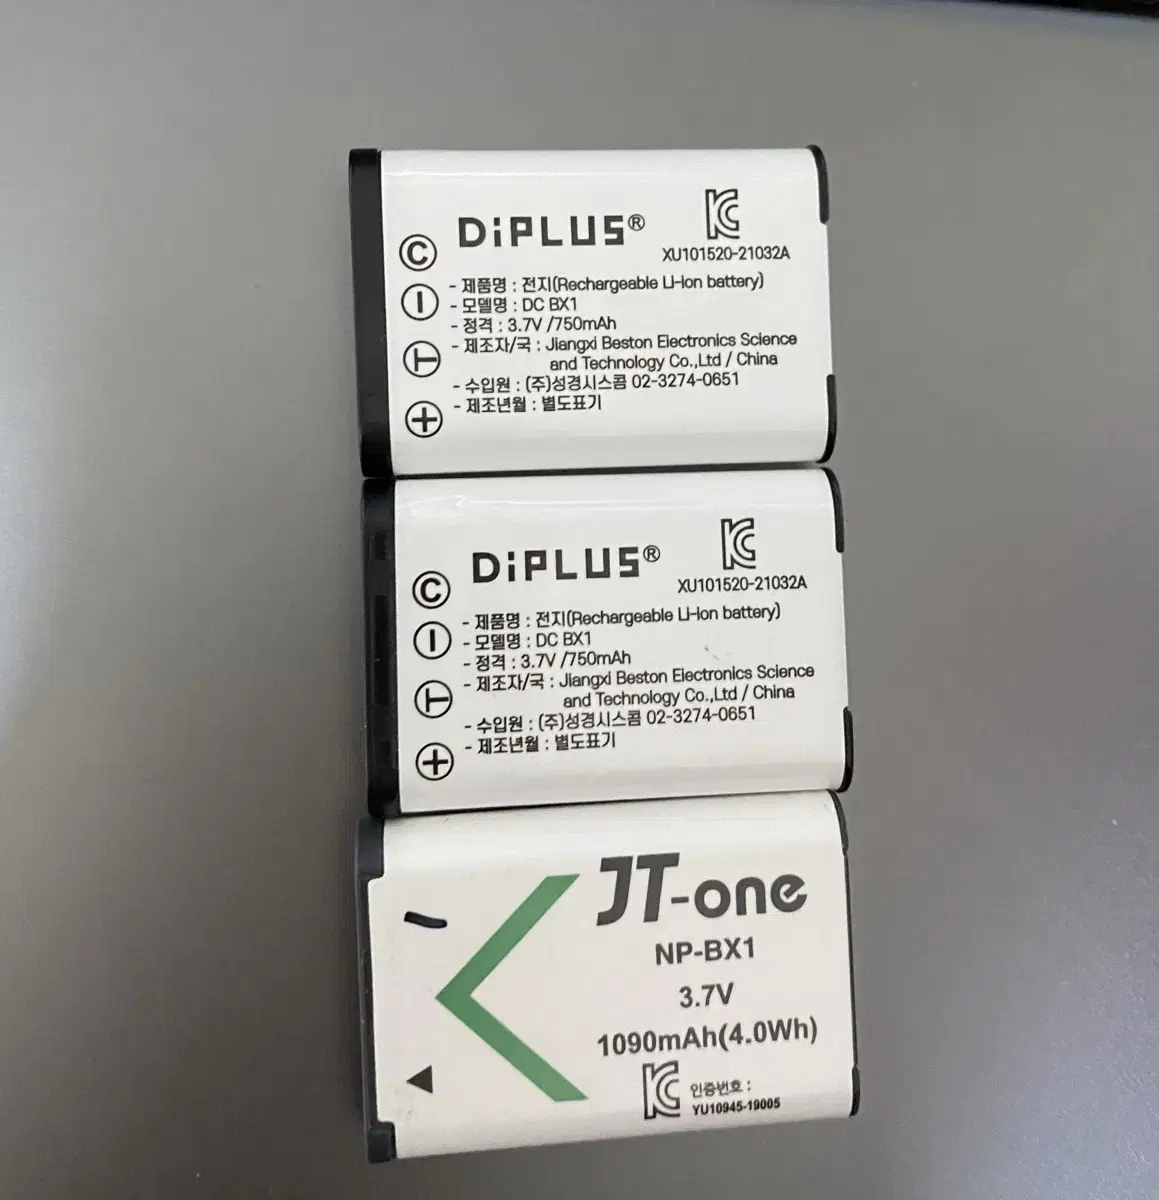 DiPLUS®
XU101520-21032A
- 제품명 : 전지(Rechargeable Li-ion battery)
- 모델명 : DC BX1
- 정격 : 3.7V /750mAh
- 제조자/국 : Jiangxi Beston Electronics Science
and Technology Co.,Ltd / China
- 수입원 : (주)성경시스콤 02-3274-0651
- 제조년월 : 별도표기
C
T
+
DiPLUS®
XU101520-21032A
- 제품명 : 전지(Rechargeable Li-ion battery)
- 모델명 : DC BX1
- 정격 : 3.7V /750mAh
- 제조자/국 : Jiangxi Beston Electronics Science
and Technology Co.,Ltd / China
- 수입원 : (주)성경시스콤 02-3274-0651
- 제조년월 : 별도표기
C
T
+
JT-one
NP-BX1
3.7V
1090mAh(4.0Wh)
인증번호 :
YU10945-19005